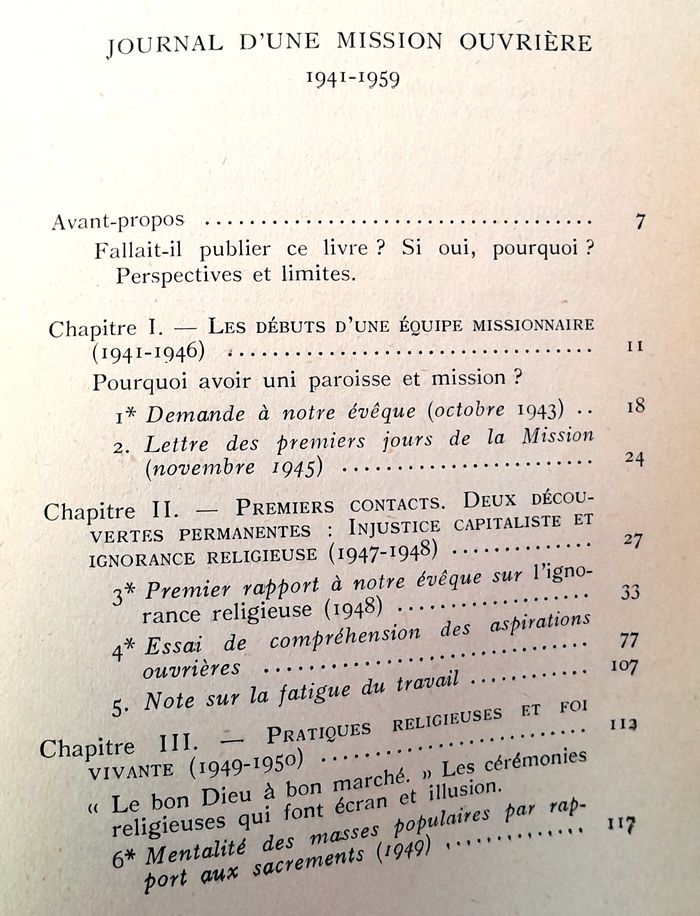 JOURNAL D'UNE MISSION OUVRIÈRE
1941-1959
Avant-propos ..................................... 7
Fallait-il publier ce livre ? Si oui, pourquoi ?
Perspectives et limites.
Chapitre I. — LES DÉBUTS D'UNE ÉQUIPE MISSIONNAIRE
(1941-1946) .................................. 11
Pourquoi avoir uni paroisse et mission ?
1* Demande à notre évêque (octobre 1943) .. 18
2. Lettre des premiers jours de la Mission
(novembre 1945) ........................ 24
Chapitre II. — PREMIERS CONTACTS. DEUX DÉCOU-
VERTES PERMANENTES : INJUSTICE CAPITALISTE ET
IGNORANCE RELIGIEUSE (1947-1948) ............. 27
3* Premier rapport à notre évêque sur l'igno-
rance religieuse (1948) .................. 33
4* Essai de compréhension des aspirations
ouvrières .............................. 77
5. Note sur la fatigue du travail ........... 107
Chapitre III. — PRATIQUES RELIGIEUSES ET FOI
VIVANTE (1949-1950) ......................... 112
« Le bon Dieu à bon marché. » Les cérémonies
religieuses qui font écran et illusion.
6* Mentalité des masses populaires par rap-
port aux sacrements (1949) .............. 117